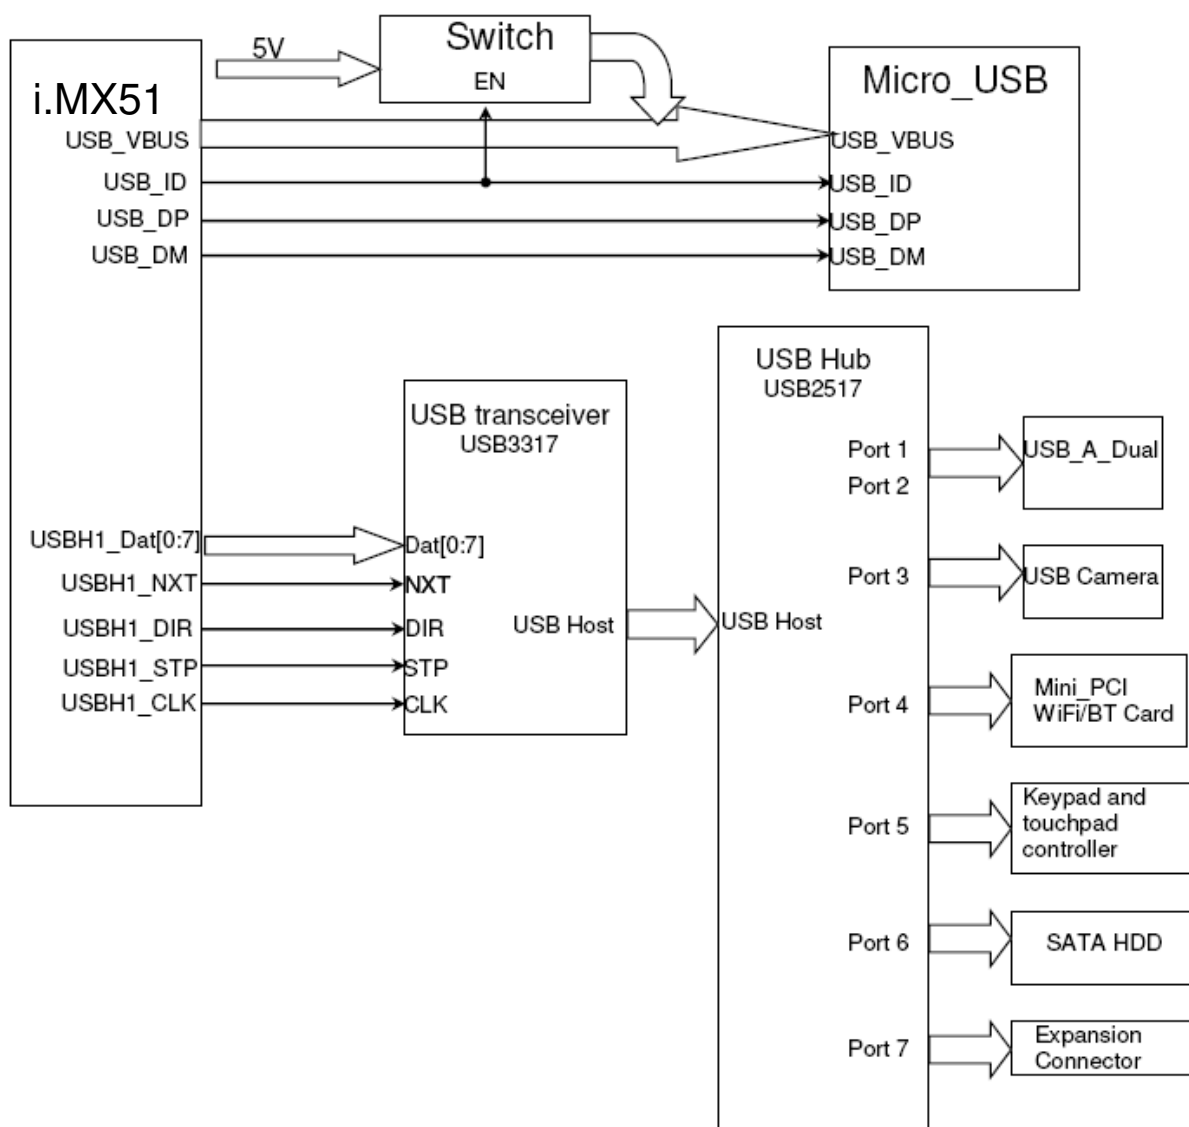 5V
Switch
EN
i.MX51
USB_VBUS
USB_ID
USB_DP
USB_DM
Micro_USB
USB_VBUS
USB_ID
USB_DP
USB_DM
USBH1_Dat[0:7]
USBH1_NXT
USBH1_DIR
USBH1_STP
USBH1_CLK
USB transceiver
USB3317
Dat[0:7]
NXT
DIR
STP
CLK
USB Host
USB Hub
USB2517
USB Host
Port 1
Port 2
Port 3
Port 4
Port 5
Port 6
Port 7
USB_A_Dual
USB Camera
Mini_PCI
WiFi/BT Card
Keypad and
touchpad
controller
SATA HDD
Expansion
Connector